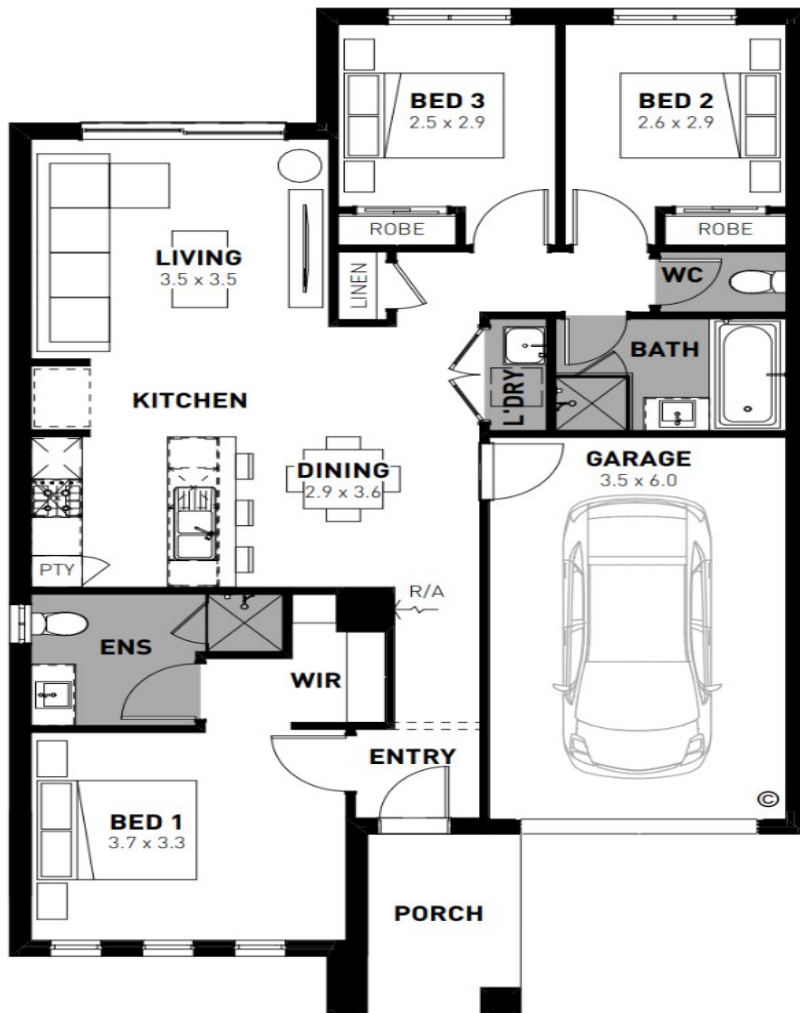 BED 3
2.5 x 2.9
BED 2
2.6 x 2.9
ROBE
ROBE
LIVING
3.5 x 3.5
LINEN
WC
BATH
L'DRY
KITCHEN
DINING
2.9 x 3.6
GARAGE
3.5 x 6.0
PTY
R/A
ENS
WIR
ENTRY
©
BED 1
3.7 x 3.3
PORCH